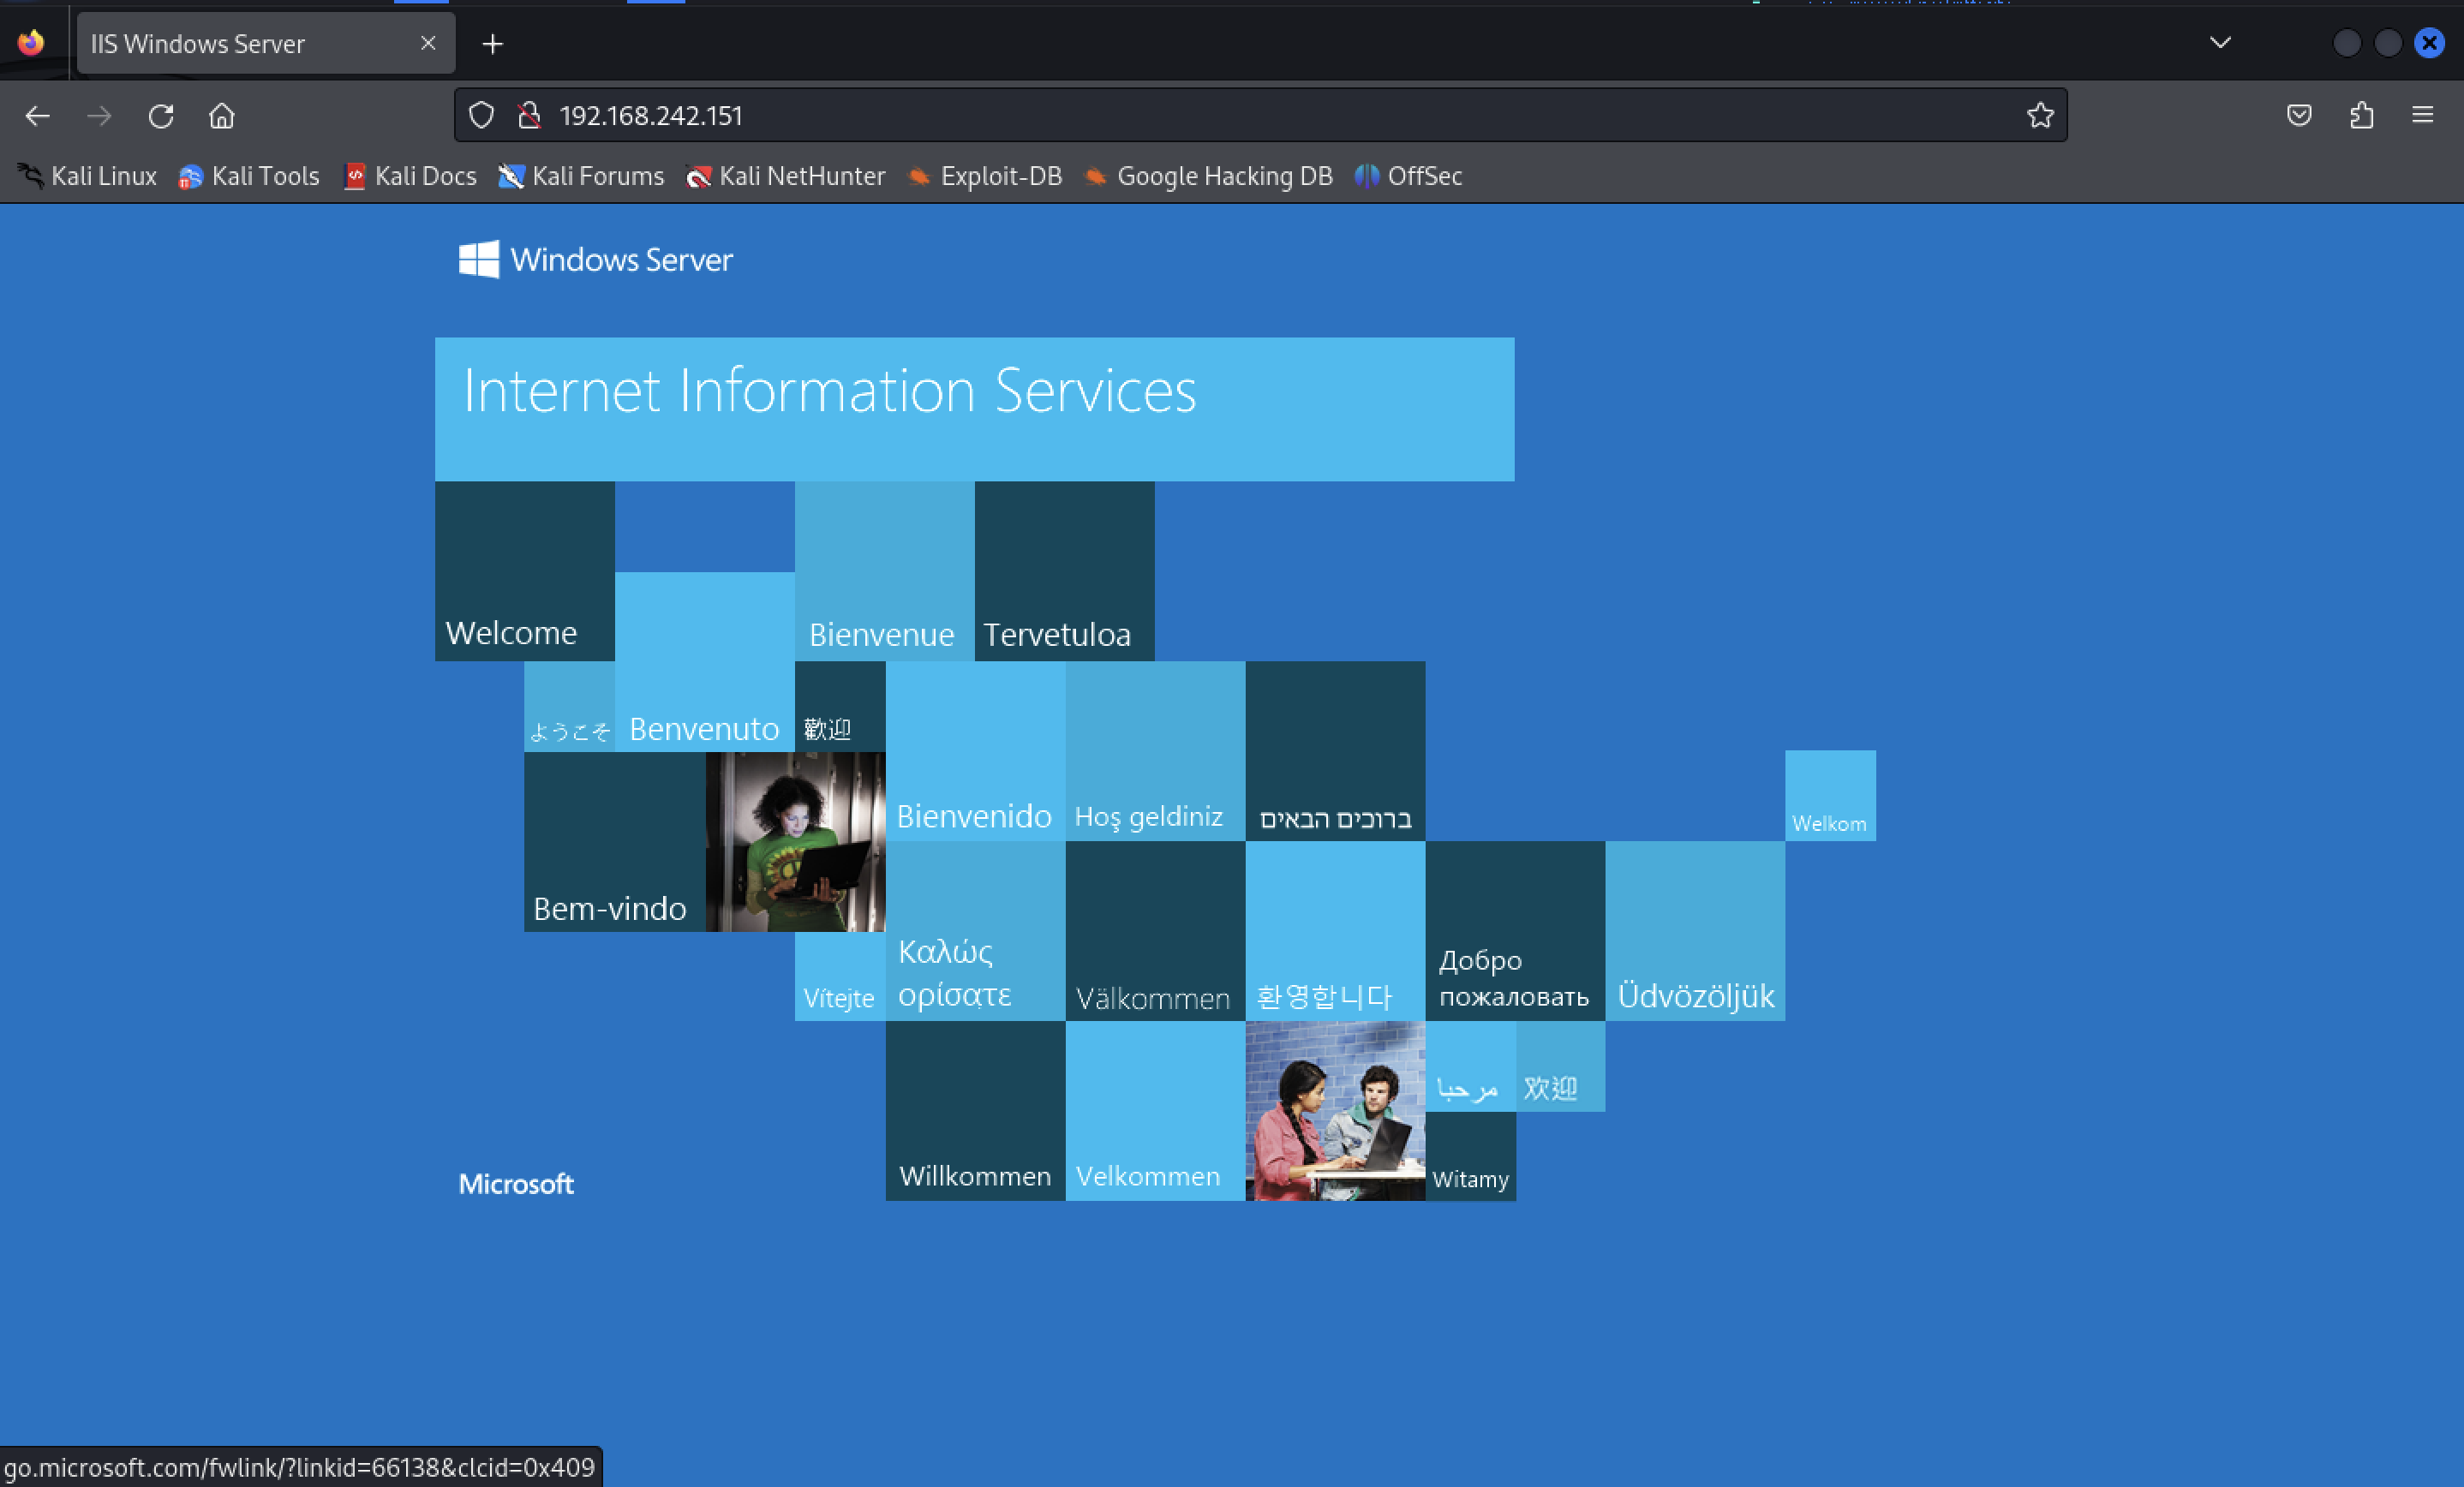 IIS Windows Server
192.168.242.151
Kali Linux Kali Tools Kali Docs Kali Forums Kali NetHunter Exploit-DB Google Hacking DB OffSec
Windows Server
Internet Information Services
Welcome
Bienvenue
Tervetuloa
ようこそ
Benvenuto
歡迎
Bienvenido
Hoş geldiniz
ברוכים הבאים
Welkom
Bem-vindo
Vítejte
Καλώς
ορίσατε
Välkommen
환영합니다
Добро
пожаловать
Üdvözöljük
مرحبا
欢迎
Willkommen
Velkommen
Witamy
Microsoft
go.microsoft.com/fwlink/?linkid=66138&clcid=0x409